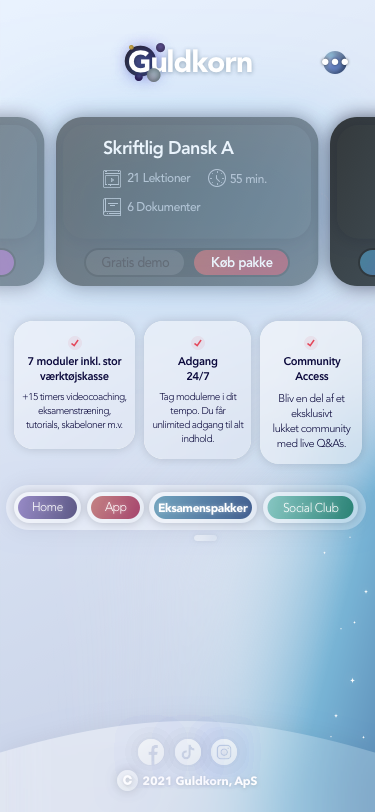 Guldkorn
Skriftlig Dansk A
21 Lektioner
55 min.
6 Dokumenter
Gratis demo
Køb pakke
7 moduler inkl. stor
værktøjskasse
+15 timers videocoaching,
eksamenstræning,
tutorials, skabeloner m.v.
Adgang
24/7
Tag modulerne i dit
tempo. Du får
unlimited adgang til alt
indhold.
Community
Access
Bliv en del af et
eksklusivt
lukket community
med live Q&A's.
Home
App
Eksamenspakker
Social Club
© 2021 Guldkorn, ApS